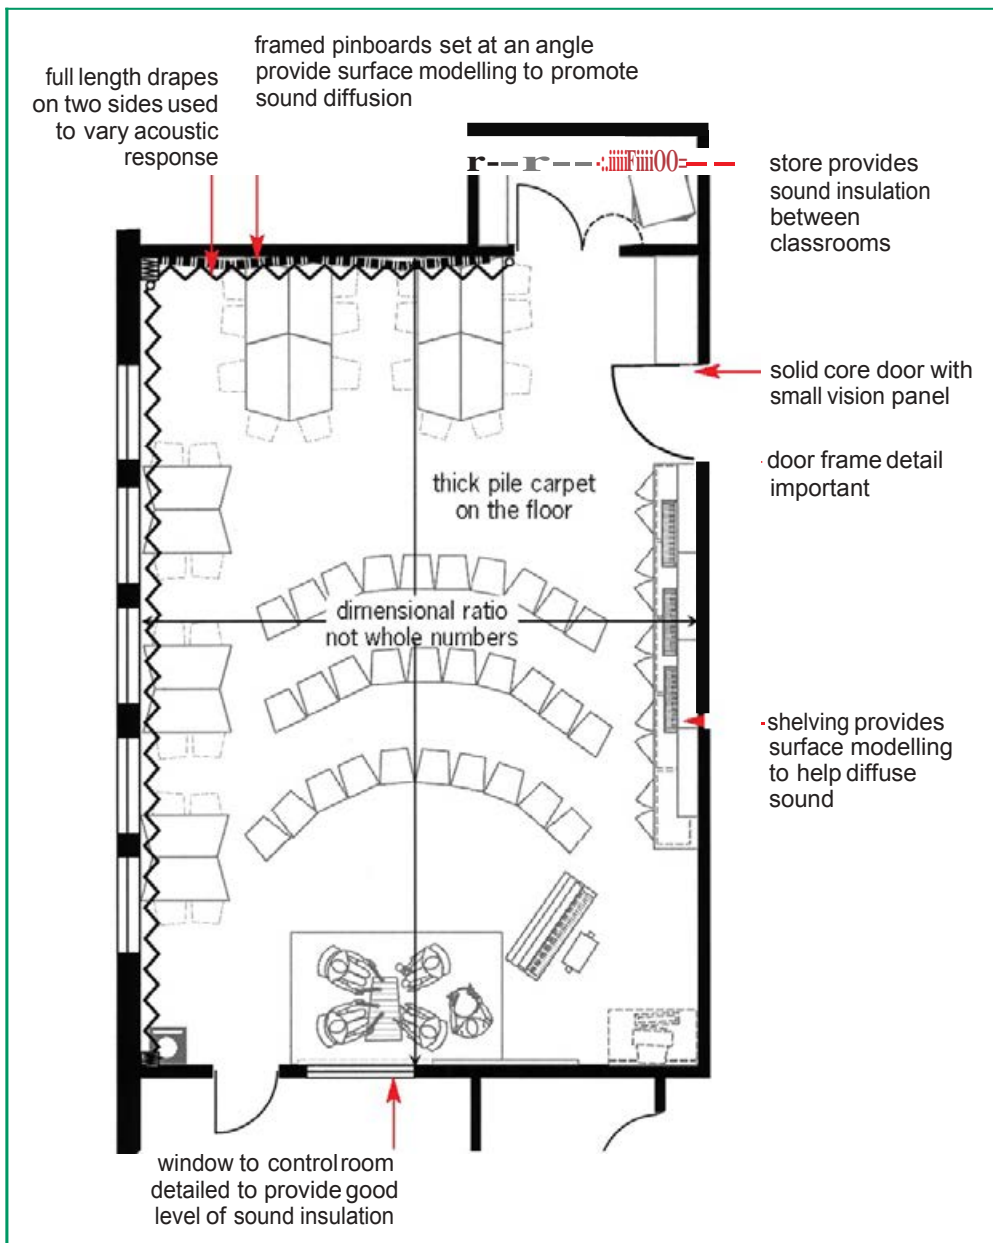 framed pinboards set at an angle
provide surface modelling to promote
sound diffusion
full length drapes
on two sides used
to vary acoustic
response
store provides
sound insulation
between
classrooms
solid core door with
small vision panel
door frame detail
important
thick pile carpet
on the floor
dimensional ratio
not whole numbers
shelving provides
surface modelling
to help diffuse
sound
window to control room
detailed to provide good
level of sound insulation